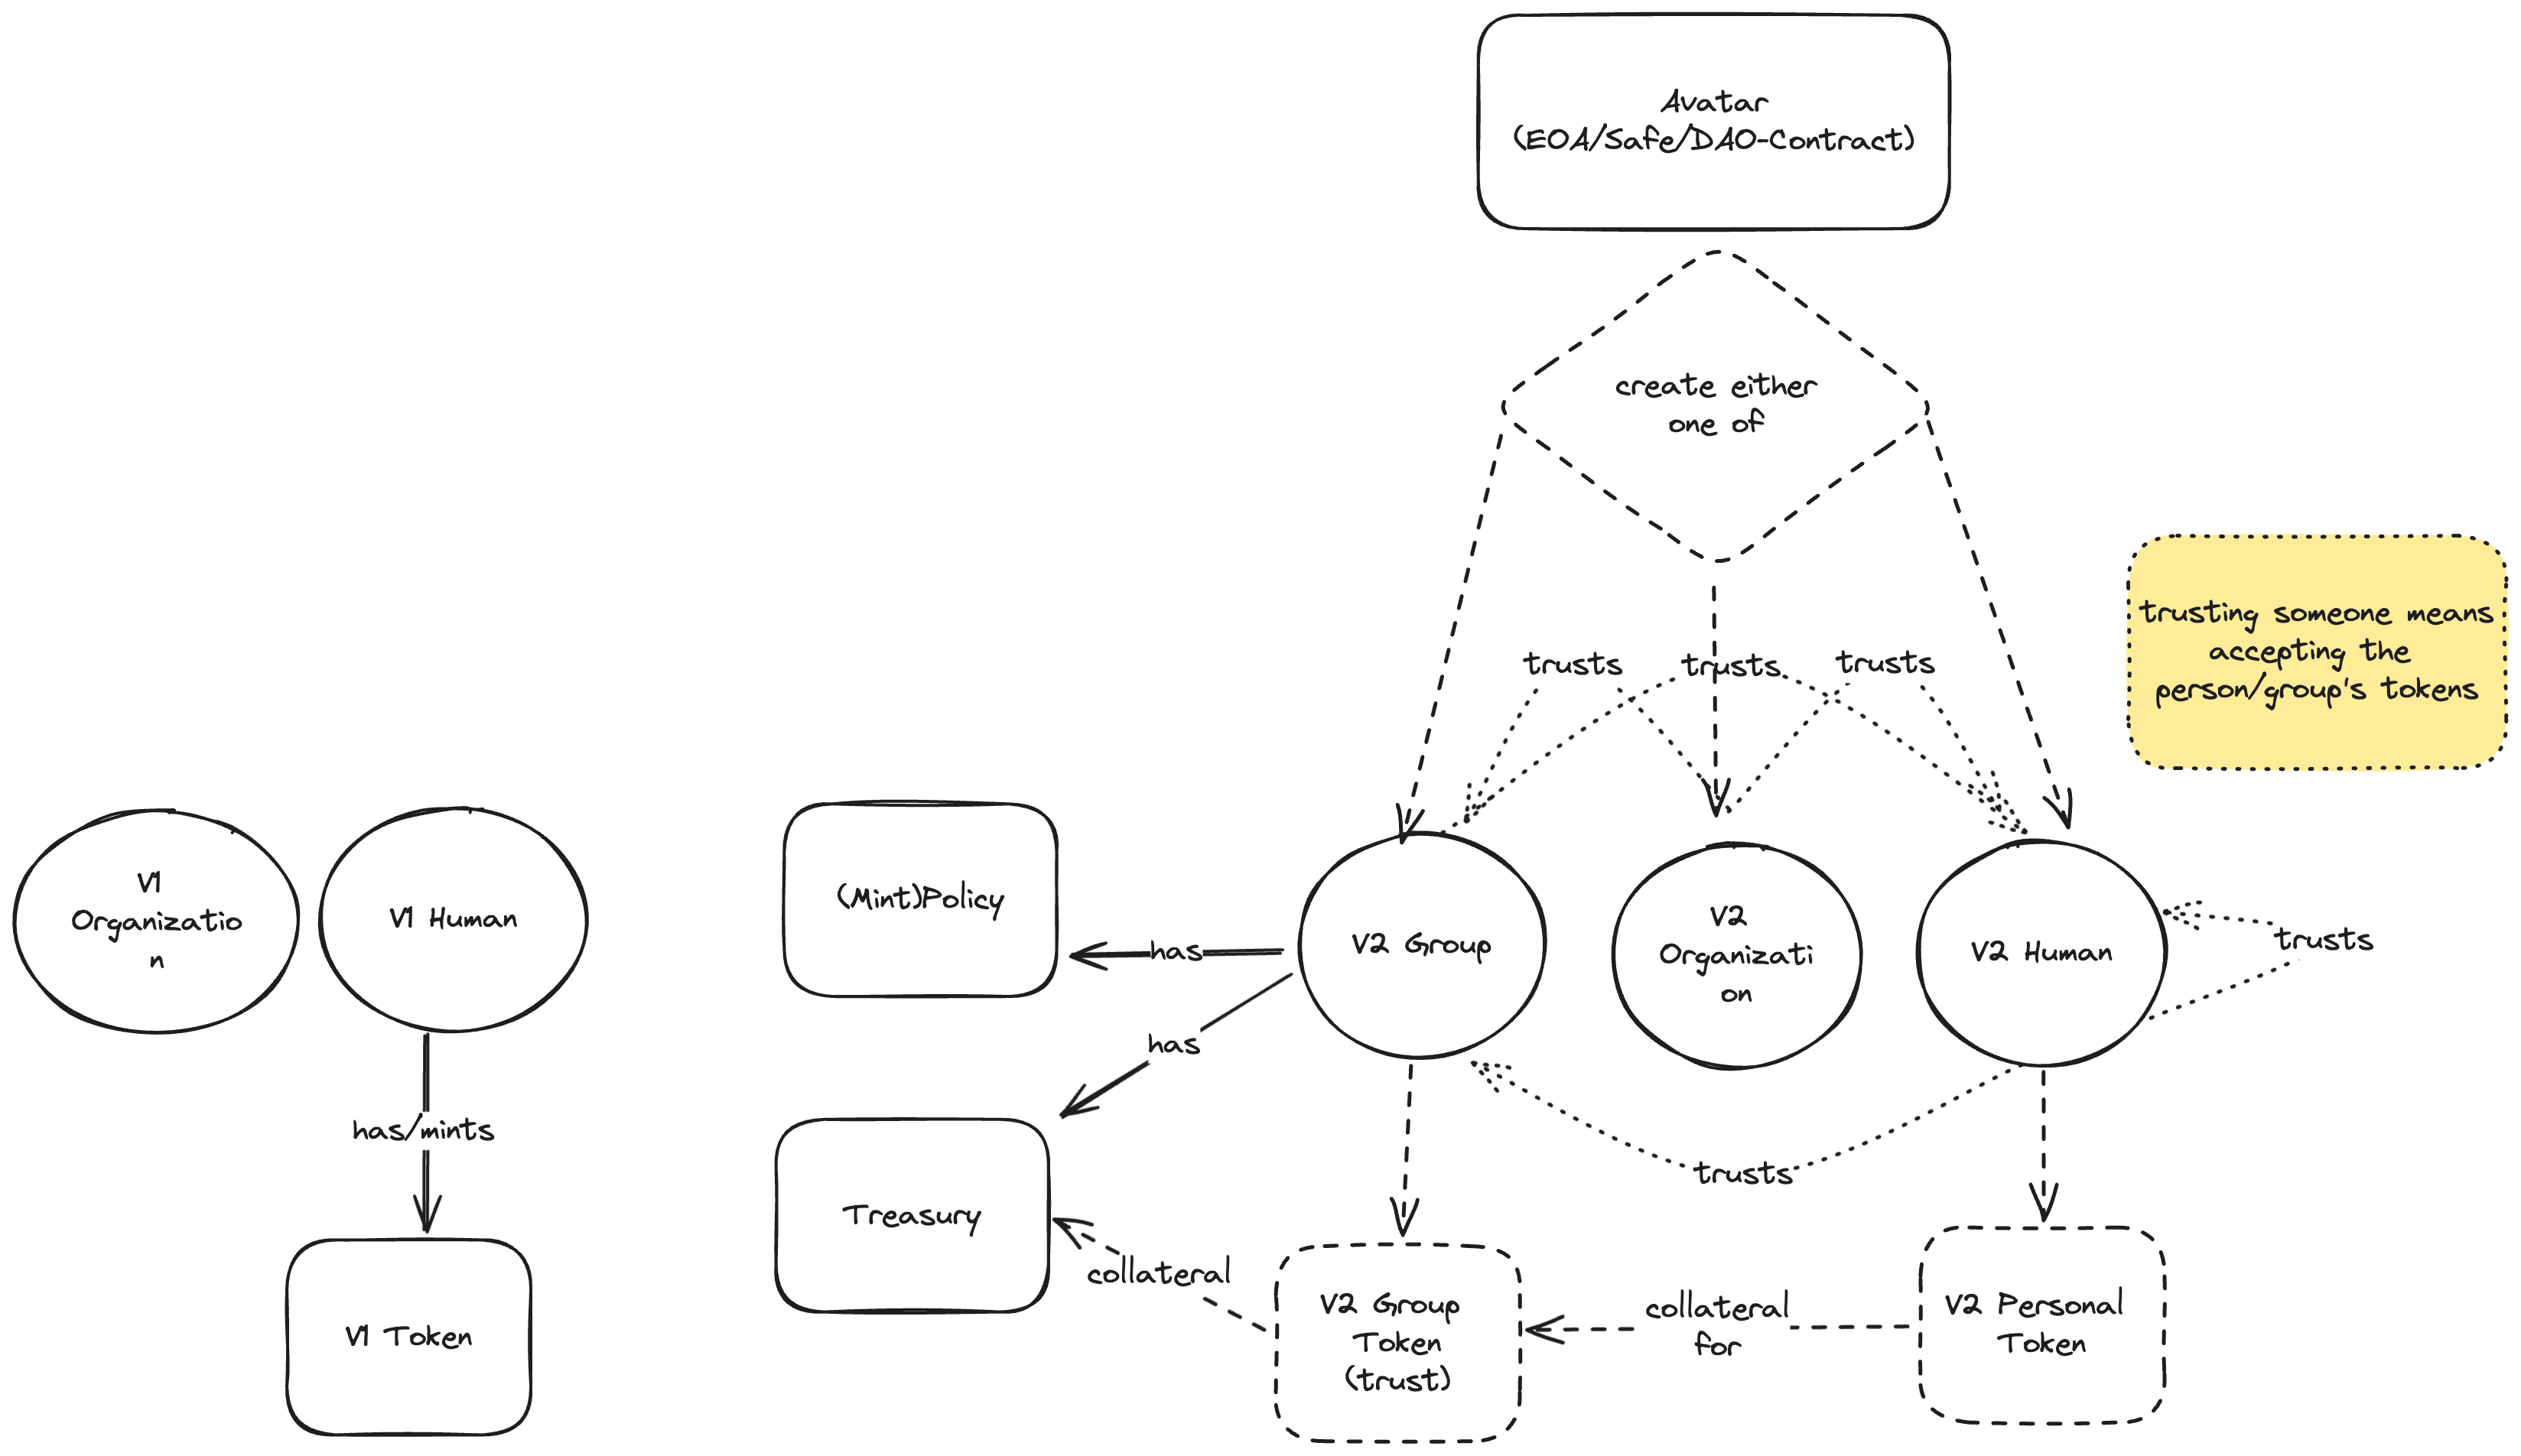 Avatar
(EOA/Safe/DAO-Contract)
create either
one of
trusting someone means
accepting the
person/group's tokens
trusts
trusts
trusts
V1
Organizatio
n
V1 Human
(Mint)Policy
has
V2 Group
V2
Organizati
on
V2 Human
trusts
has
has/mints
trusts
Treasury
collateral
V1 Token
V2 Group
Token
(trust)
collateral
for
V2 Personal
Token